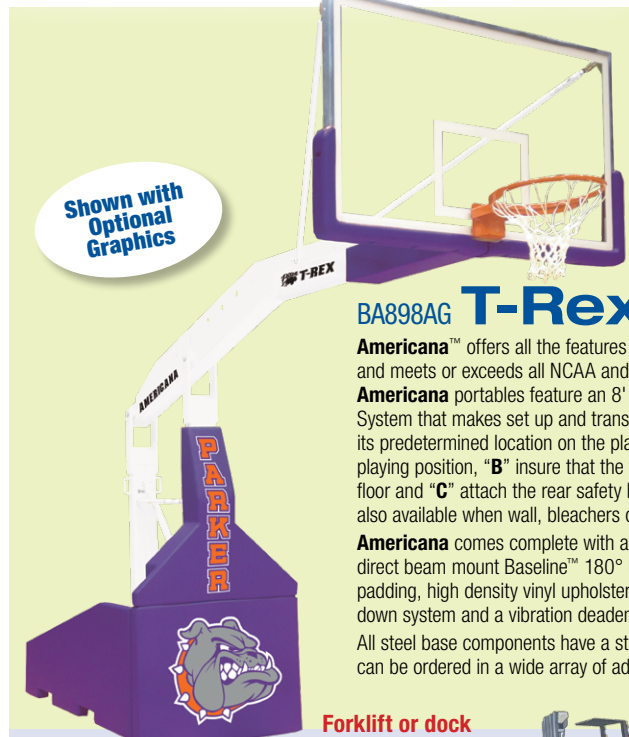 Shown with
Optional
Graphics
T-REX
AMERICANA
PARKER
BA898AG T-Rex
Americana™ offers all the features
and meets or exceeds all NCAA and
Americana portables feature an 8'
System that makes set up and trans
its predetermined location on the pla
playing position, “B” insure that the
floor and “C” attach the rear safety
also available when wall, bleachers o
Americana comes complete with a
direct beam mount Baseline™ 180°
padding, high density vinyl upholster
down system and a vibration deaden
All steel base components have a st
can be ordered in a wide array of ad
Forklift or dock